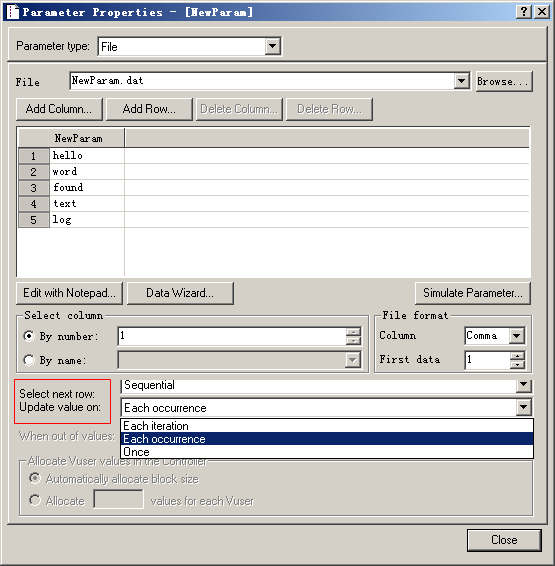 Parameter Properties - [NewParam]
Parameter type: File
File NewParam.dat Browse...
Add Column... Add Row... Delete Column... Delete Row...
NewParam
1 hello
2 word
3 found
4 text
5 log
Edit with Notepad... Data Wizard... Simulate Parameter...
Select column File format
By number: 1 Column Comma
By name: First data 1
Select next row: Sequential
Update value on: Each occurrence
Each iteration
When out of values: Each occurrence
Once
Allocate Vuser values in the Controller
Automatically allocate block size
Allocate values for each Vuser
Close